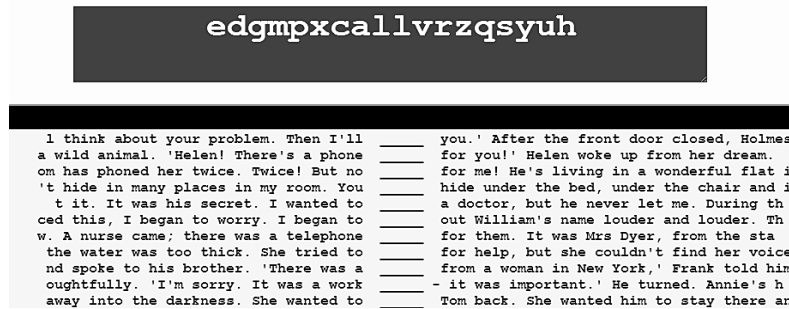 edgmpxcallvrzqsyuh
l think about your problem. Then I'll _____ you.' After the front door closed, Holmes
a wild animal. 'Helen! There's a phone _____ for you!' Helen woke up from her dream.
om has phoned her twice. Twice! But no _____ for me! He's living in a wonderful flat i
't hide in many places in my room. You _____ hide under the bed, under the chair and i
t it. It was his secret. I wanted to _____ a doctor, but he never let me. During th
ced this, I began to worry. I began to _____ out William's name louder and louder. Th
w. A nurse came; there was a telephone _____ for them. It was Mrs Dyer, from the sta
the water was too thick. She tried to _____ for help, but she couldn't find her voice
nd spoke to his brother. 'There was a _____ from a woman in New York,' Frank told him
oughtfully. 'I'm sorry. It was a work _____ - it was important.' He turned. Annie's h
away into the darkness. She wanted to _____ Tom back. She wanted him to stay there an